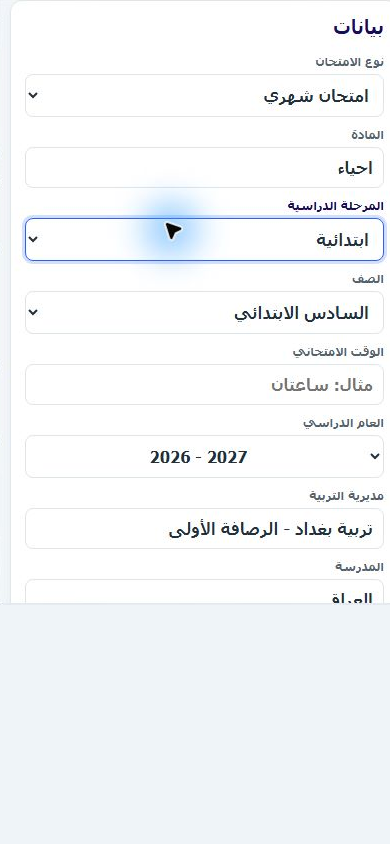 بيانات
نوع الامتحان
امتحان شهري
المادة
احياء
المرحلة الدراسية
ابتدائية
الصف
السادس الابتدائي
الوقت الامتحاني
مثال: ساعتان
العام الدراسي
2026 - 2027
مديرية التربية
تربية بغداد - الرصافة الأولى
المدرسة
العراق